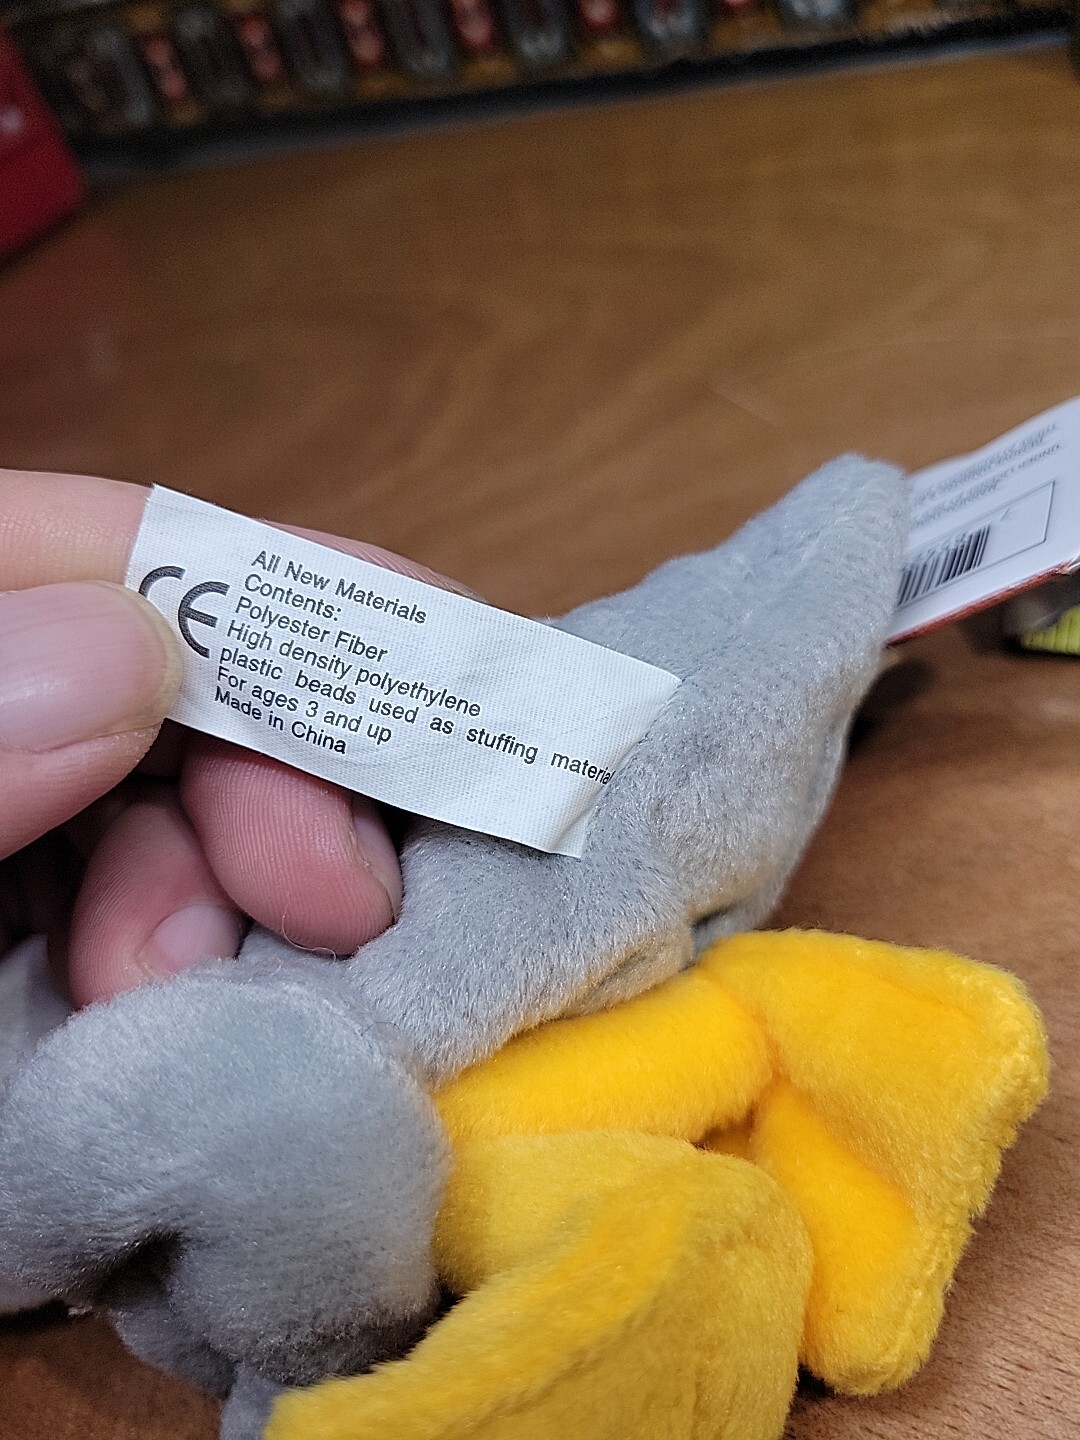 CE
All New Materials
Contents:
Polyester Fiber
High density polyethylene
plastic beads used as stuffing material
For ages 3 and up
Made in China